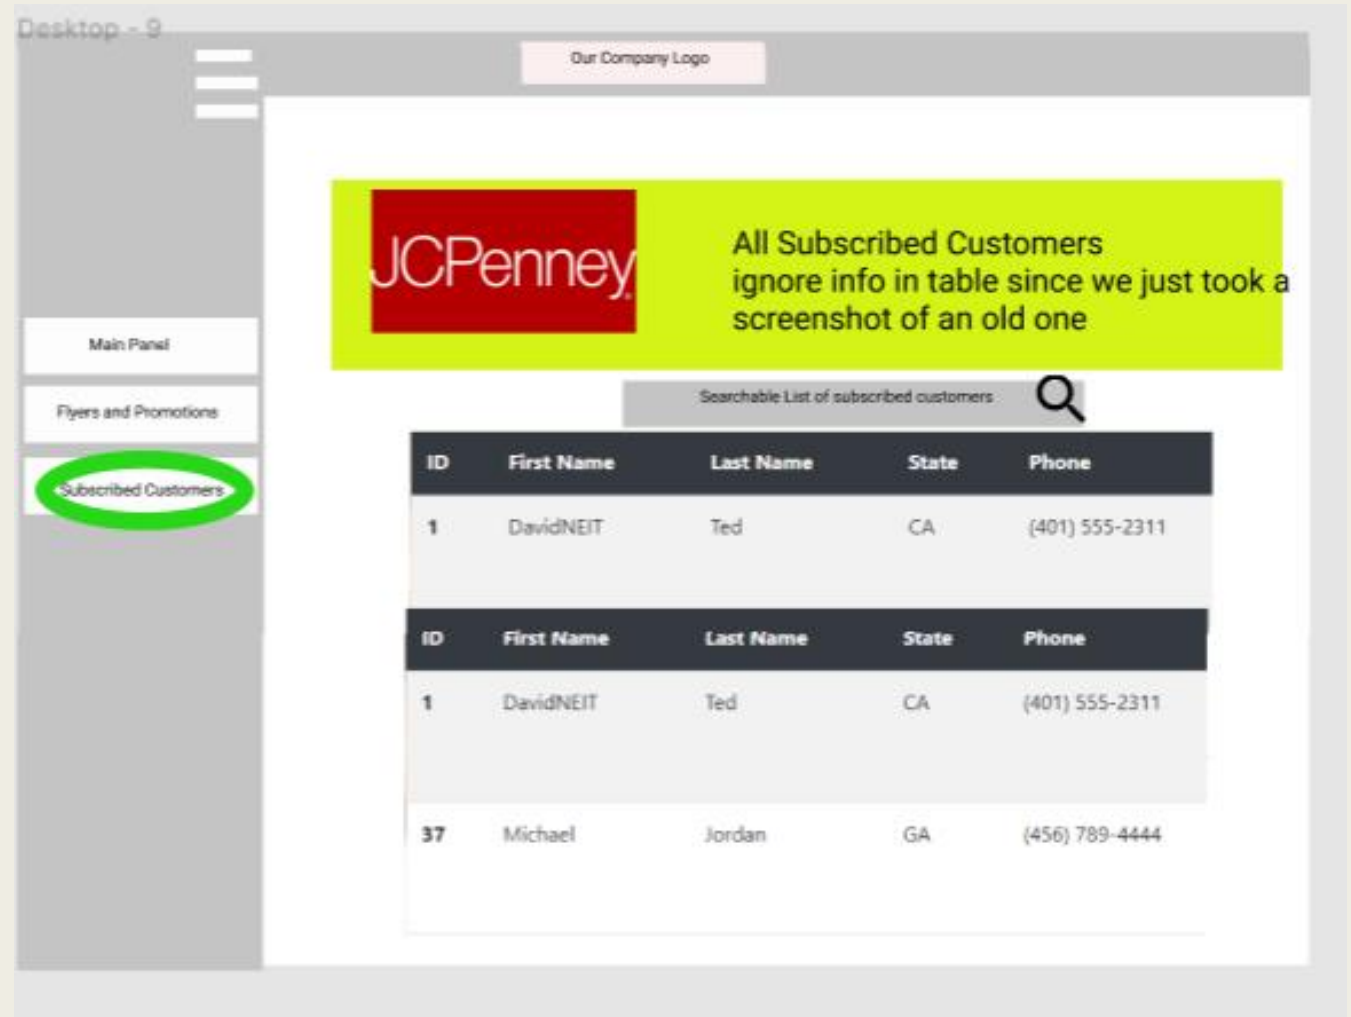 Desktop - 9
Our Company Logo
JCPenney
All Subscribed Customers
ignore info in table since we just took a
screenshot of an old one
Main Panel
Flyers and Promotions
Subscribed Customers
Searchable List of subscribed customers
ID First Name Last Name State Phone
1 DavidNEIT Ted CA (401) 555-2311
ID First Name Last Name State Phone
1 DavidNEIT Ted CA (401) 555-2311
37 Michael Jordan GA (456) 789-4444